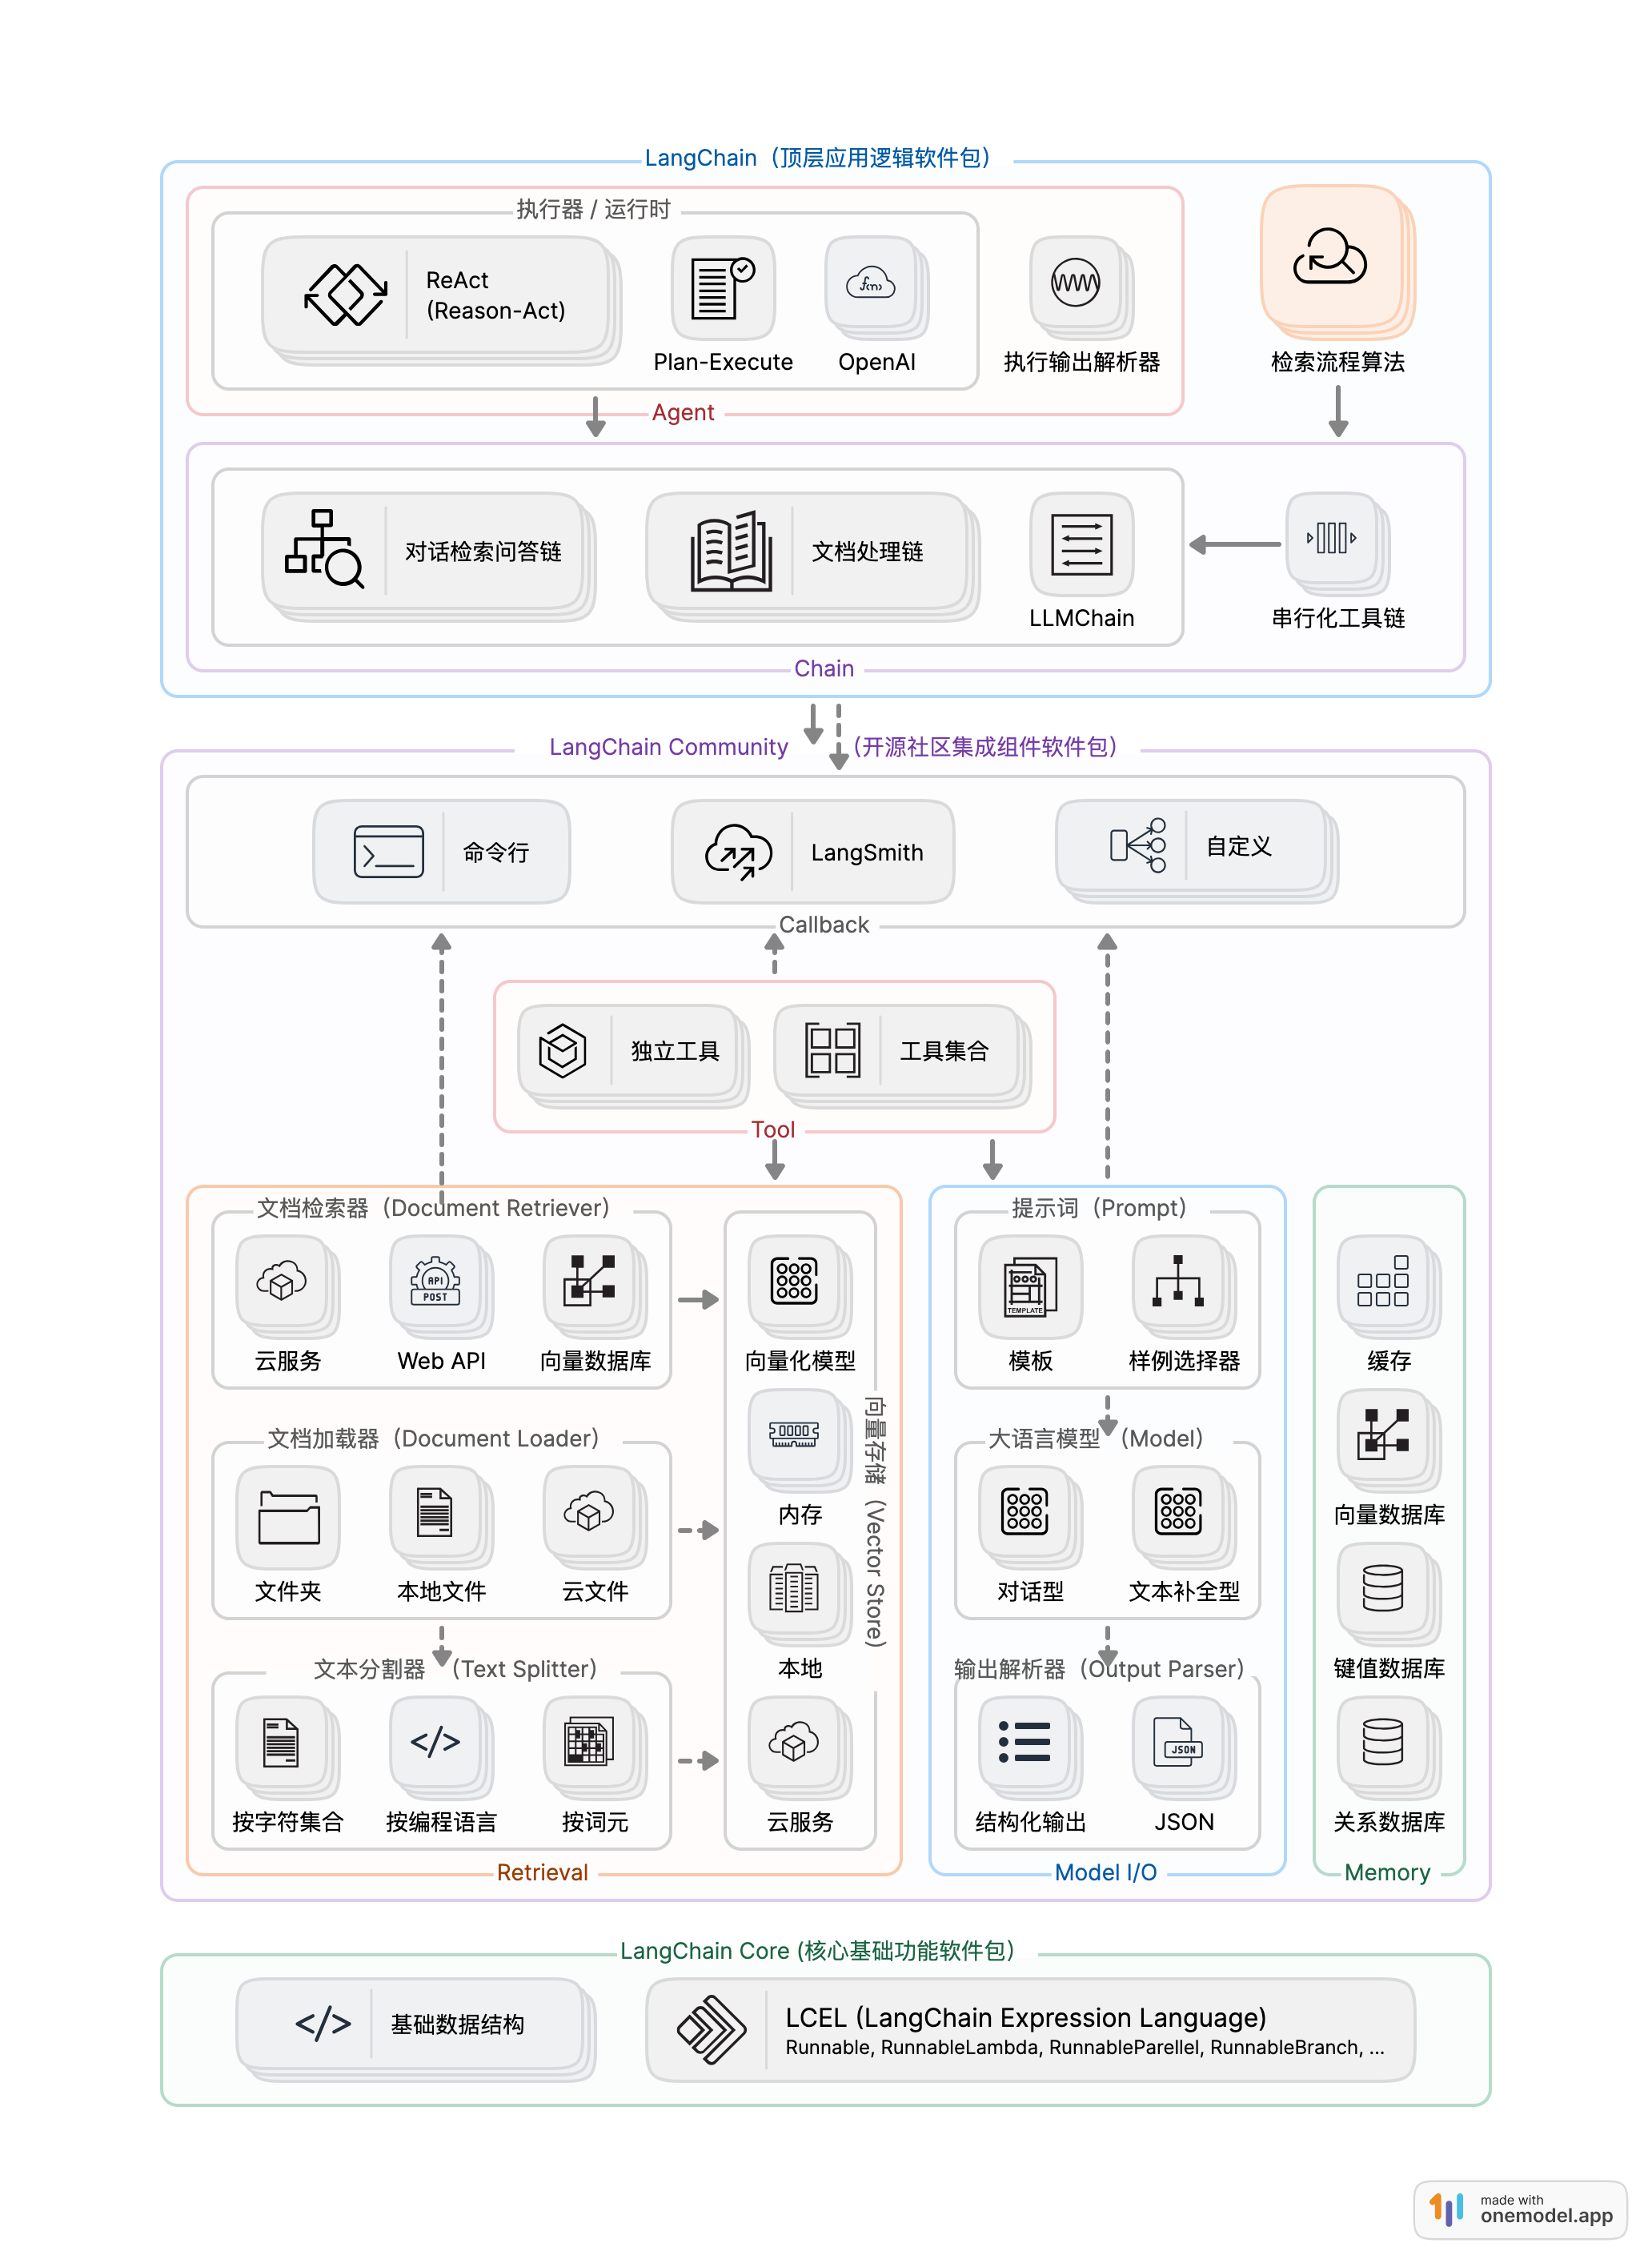 LangChain（顶层应用逻辑软件包）
执行器 / 运行时
ReAct
(Reason-Act)
Plan-Execute
f(n)
OpenAI
执行输出解析器
检索流程算法
Agent
对话检索问答链
文档处理链
LLMChain
串行化工具链
Chain
LangChain Community （开源社区集成组件软件包）
命令行
LangSmith
自定义
Callback
独立工具
工具集合
Tool
文档检索器（Document Retriever）
云服务
API
POST
Web API
向量数据库
向量化模型
内存
本地
云服务
向量存储（Vector Store）
文档加载器（Document Loader）
文件夹
本地文件
云文件
文本分割器 （Text Splitter）
按字符集合
</>
按编程语言
按词元
Retrieval
提示词（Prompt）
TEMPLATE
模板
样例选择器
大语言模型 （Model）
对话型
文本补全型
输出解析器（Output Parser）
结构化输出
JSON
JSON
Model I/O
缓存
向量数据库
键值数据库
关系数据库
Memory
LangChain Core (核心基础功能软件包）
</>
基础数据结构
LCEL (LangChain Expression Language)
Runnable, RunnableLambda, RunnableParellel, RunnableBranch, ...
made with
onemodel.app